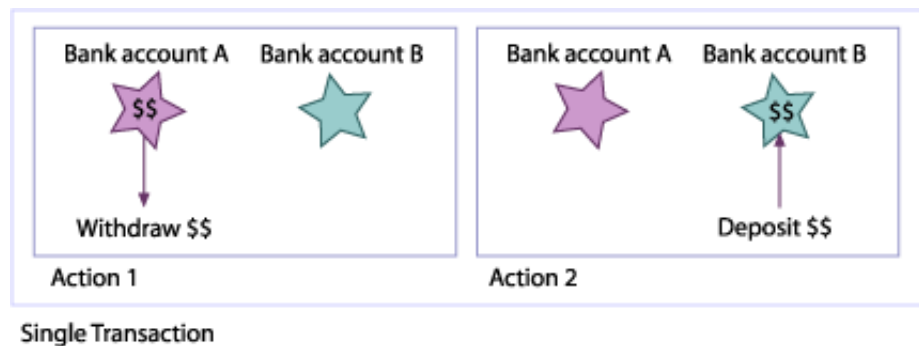 Bank account A Bank account B
$$
Withdraw $$
Action 1
Bank account A Bank account B
$$
Deposit $$
Action 2
Single Transaction